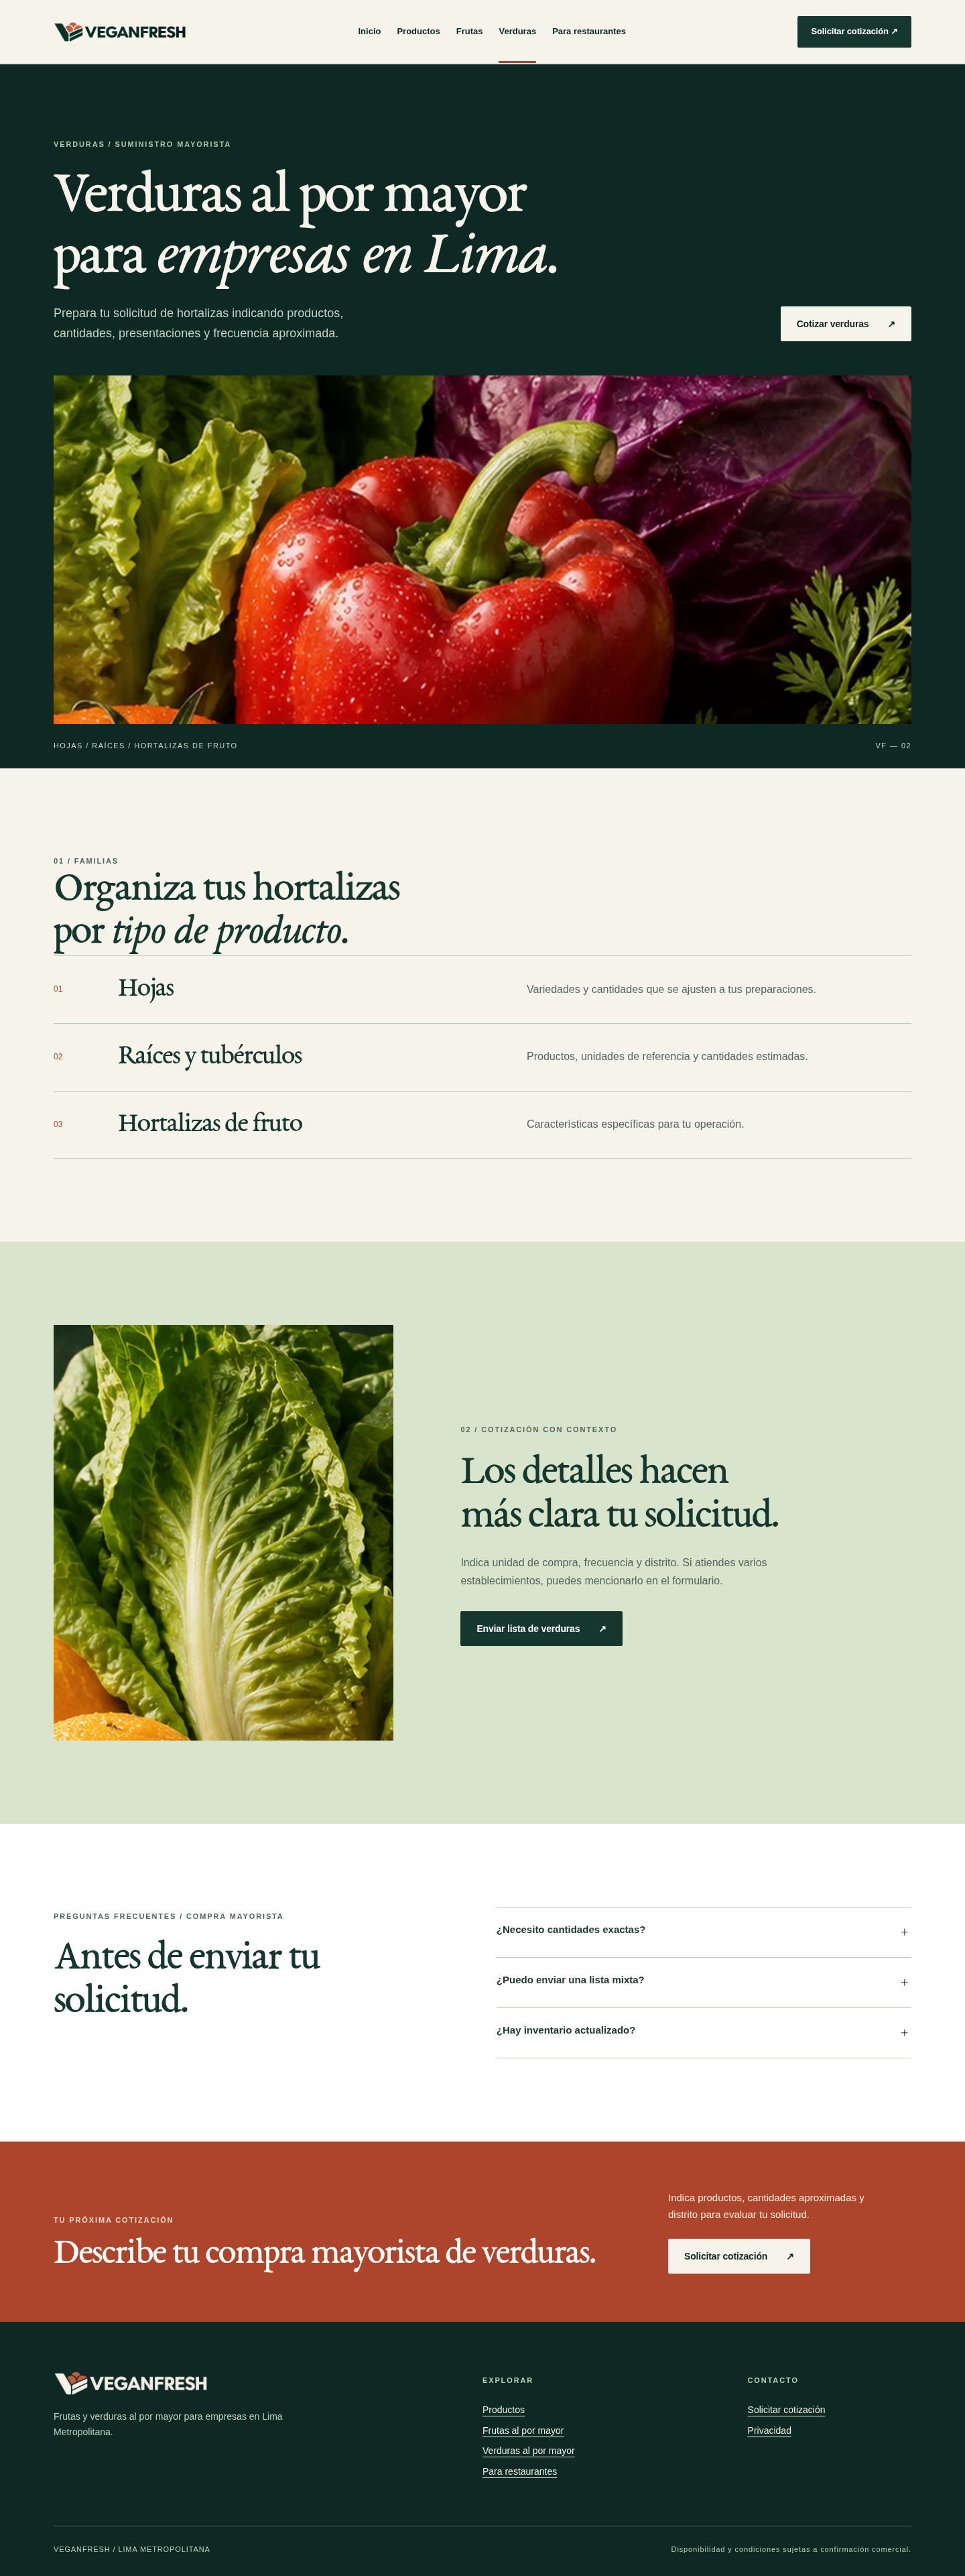 VEGANFRESH
Inicio Productos Frutas Verduras Para restaurantes
Solicitar cotización ↗
VERDURAS / SUMINISTRO MAYORISTA
Verduras al por mayor
para empresas en Lima.
Prepara tu solicitud de hortalizas indicando productos,
cantidades, presentaciones y frecuencia aproximada.
Cotizar verduras ↗
HOJAS / RAÍCES / HORTALIZAS DE FRUTO
VF — 02
01 / FAMILIAS
Organiza tus hortalizas
por tipo de producto.
01 Hojas Variedades y cantidades que se ajusten a tus preparaciones.
02 Raíces y tubérculos Productos, unidades de referencia y cantidades estimadas.
03 Hortalizas de fruto Características específicas para tu operación.
02 / COTIZACIÓN CON CONTEXTO
Los detalles hacen
más clara tu solicitud.
Indica unidad de compra, frecuencia y distrito. Si atiendes varios
establecimientos, puedes mencionarlo en el formulario.
Enviar lista de verduras ↗
PREGUNTAS FRECUENTES / COMPRA MAYORISTA
Antes de enviar tu
solicitud.
¿Necesito cantidades exactas? +
¿Puedo enviar una lista mixta? +
¿Hay inventario actualizado? +
TU PRÓXIMA COTIZACIÓN
Describe tu compra mayorista de verduras.
Indica productos, cantidades aproximadas y
distrito para evaluar tu solicitud.
Solicitar cotización ↗
VEGANFRESH
Frutas y verduras al por mayor para empresas en Lima
Metropolitana.
EXPLORAR
Productos
Frutas al por mayor
Verduras al por mayor
Para restaurantes
CONTACTO
Solicitar cotización
Privacidad
VEGANFRESH / LIMA METROPOLITANA
Disponibilidad y condiciones sujetas a confirmación comercial.